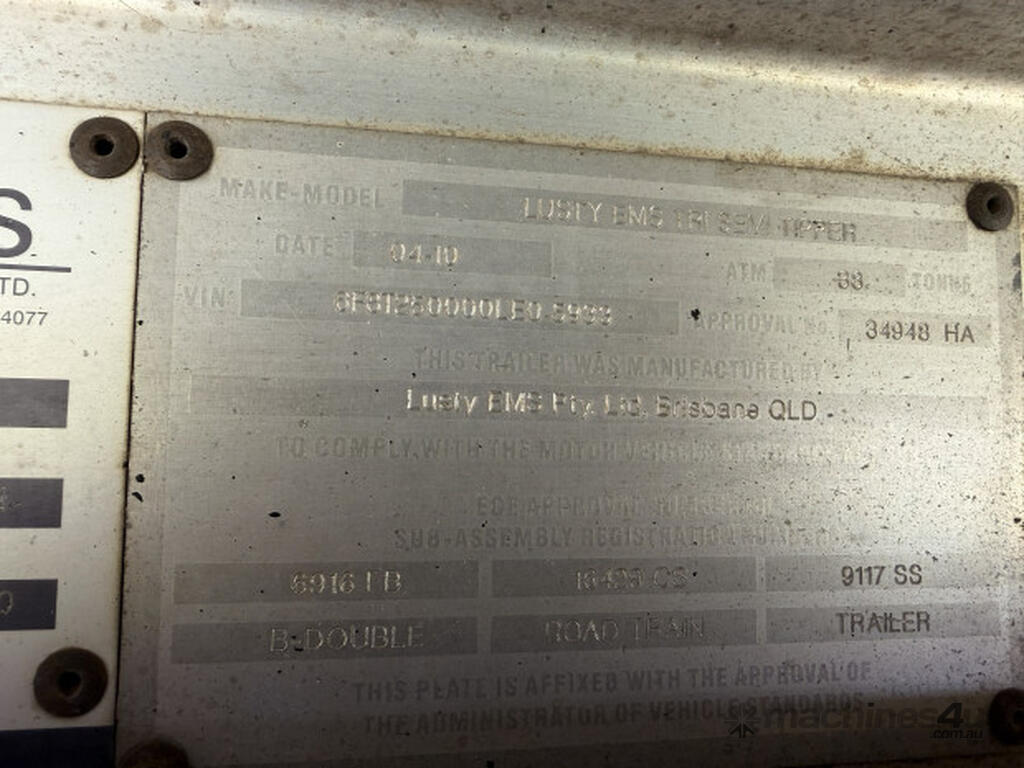 S
TD.
4077
MAKE-MODEL LUSTY EMS TRI SEMI TIPPER
DATE 04-10 ATM TONNE
VIN APPROVAL No. 34948 HA
THIS TRAILER WAS MANUFACTURED BY
Lusty EMS Pty. Ltd. Brisbane QLD
TO COMPLY WITH THE MOTOR VEHICLE
ECE APPROVAL
SUB-ASSEMBLY REGISTRATION NUMBER
6916 FB 9117 SS
B-DOUBLE ROAD TRAIN TRAILER
THIS PLATE IS AFFIXED WITH THE APPROVAL OF
THE ADMINISTRATOR OF VEHICLE STANDARDS
machines4u
.com.au